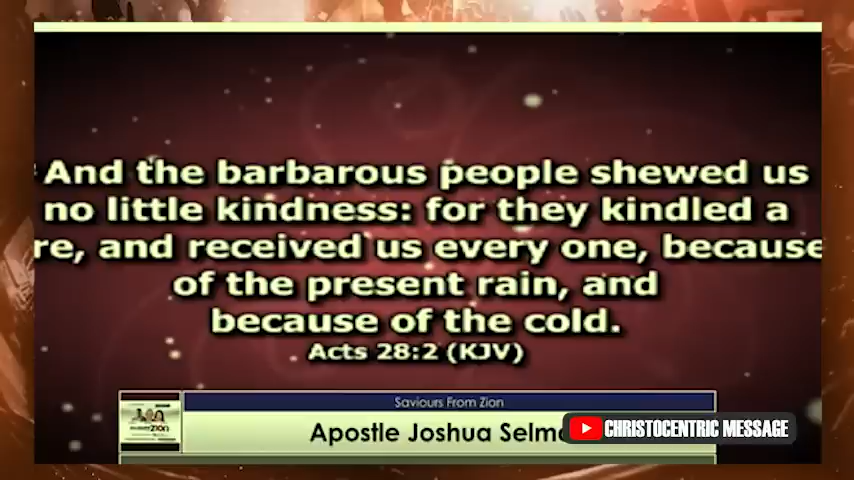 And the barbarous people shewed us
no little kindness: for they kindled a
re, and received us every one, because
of the present rain, and
because of the cold.
Acts 28:2 (KJV)
Saviours From Zion
Apostle Joshua Selm
CHRISTOCENTRIC MESSAGE